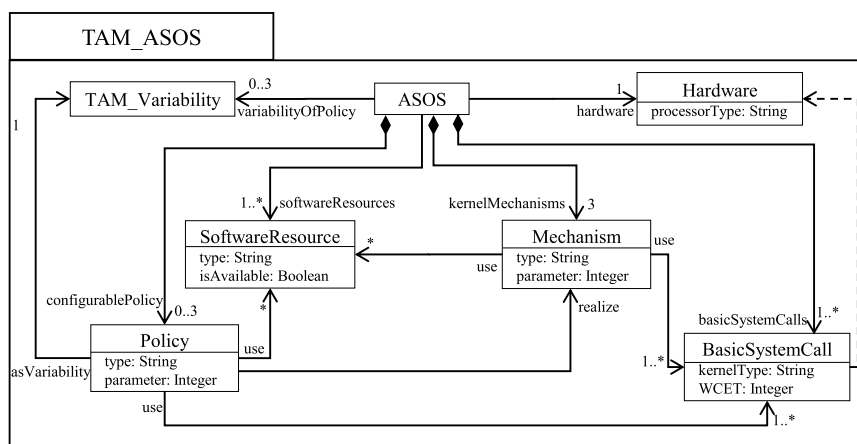 TAM_ASOS
0..3
1
TAM_Variability
ASOS
Hardware
variabilityOfPolicy
hardware
processorType: String
1
1..*
softwareResources
kernelMechanisms
3
SoftwareResource
*
Mechanism
use
type: String
isAvailable: Boolean
use
type: String
parameter: Integer
configurablePolicy
0..3
*
realize
basicSystemCalls
1..*
Policy
use
1..*
BasicSystemCall
asVariability
type: String
parameter: Integer
kernelType: String
WCET: Integer
use
1..*